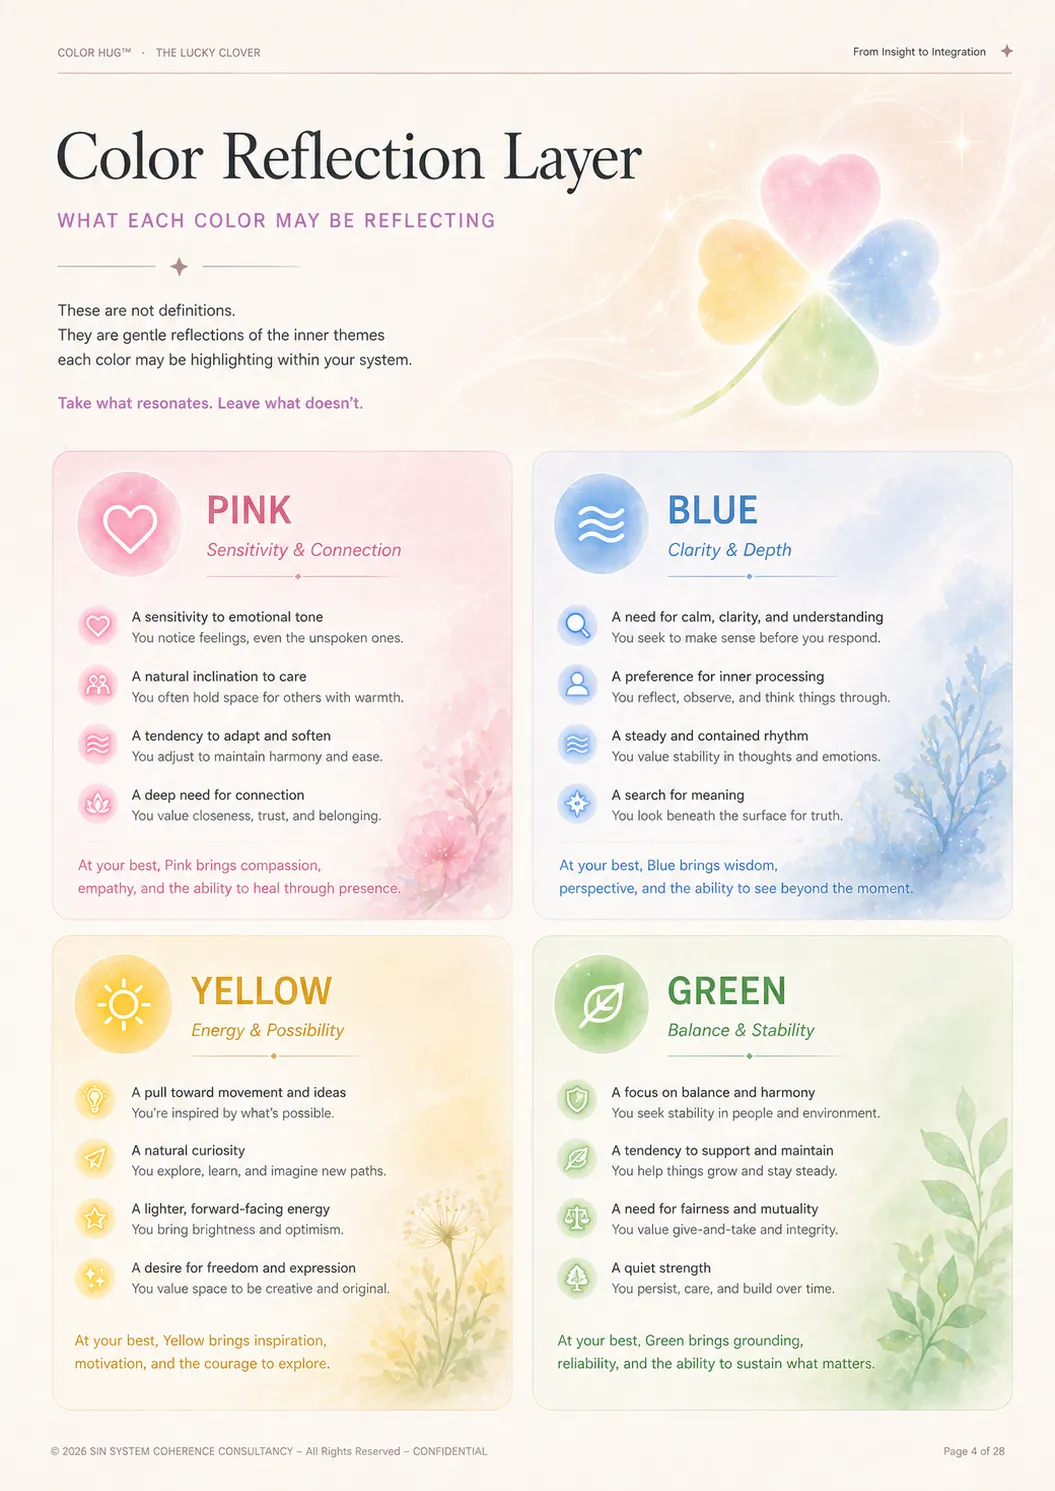 COLOR HUG™ · THE LUCKY CLOVER
From Insight to Integration
Color Reflection Layer
WHAT EACH COLOR MAY BE REFLECTING
These are not definitions.
They are gentle reflections of the inner themes
each color may be highlighting within your system.
Take what resonates. Leave what doesn't.
PINK
Sensitivity & Connection
A sensitivity to emotional tone
You notice feelings, even the unspoken ones.
A natural inclination to care
You often hold space for others with warmth.
A tendency to adapt and soften
You adjust to maintain harmony and ease.
A deep need for connection
You value closeness, trust, and belonging.
At your best, Pink brings compassion,
empathy, and the ability to heal through presence.
BLUE
Clarity & Depth
A need for calm, clarity, and understanding
You seek to make sense before you respond.
A preference for inner processing
You reflect, observe, and think things through.
A steady and contained rhythm
You value stability in thoughts and emotions.
A search for meaning
You look beneath the surface for truth.
At your best, Blue brings wisdom,
perspective, and the ability to see beyond the moment.
YELLOW
Energy & Possibility
A pull toward movement and ideas
You're inspired by what's possible.
A natural curiosity
You explore, learn, and imagine new paths.
A lighter, forward-facing energy
You bring brightness and optimism.
A desire for freedom and expression
You value space to be creative and original.
At your best, Yellow brings inspiration,
motivation, and the courage to explore.
GREEN
Balance & Stability
A focus on balance and harmony
You seek stability in people and environment.
A tendency to support and maintain
You help things grow and stay steady.
A need for fairness and mutuality
You value give-and-take and integrity.
A quiet strength
You persist, care, and build over time.
At your best, Green brings grounding,
reliability, and the ability to sustain what matters.
© 2026 SIN SYSTEM COHERENCE CONSULTANCY – All Rights Reserved – CONFIDENTIAL
Page 4 of 28